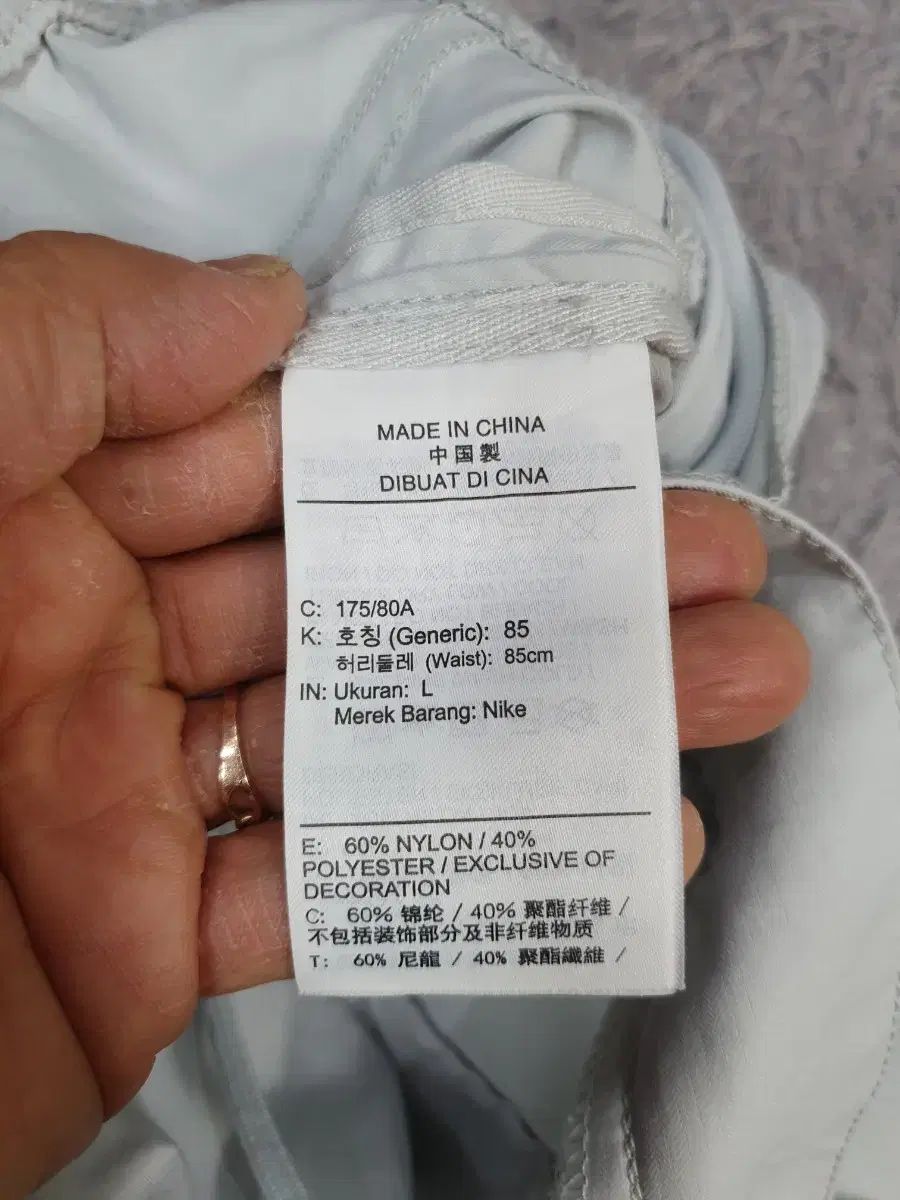 MADE IN CHINA
中国製
DIBUAT DI CINA
C: 175/80A
K: 호칭 (Generic): 85
허리둘레 (Waist): 85cm
IN: Ukuran: L
Merek Barang: Nike
E: 60% NYLON / 40%
POLYESTER / EXCLUSIVE OF
DECORATION
C: 60% 锦纶 / 40% 聚酯纤维 /
不包括装饰部分及非纤维物质
T: 60% 尼龍 / 40% 聚酯纖維 /